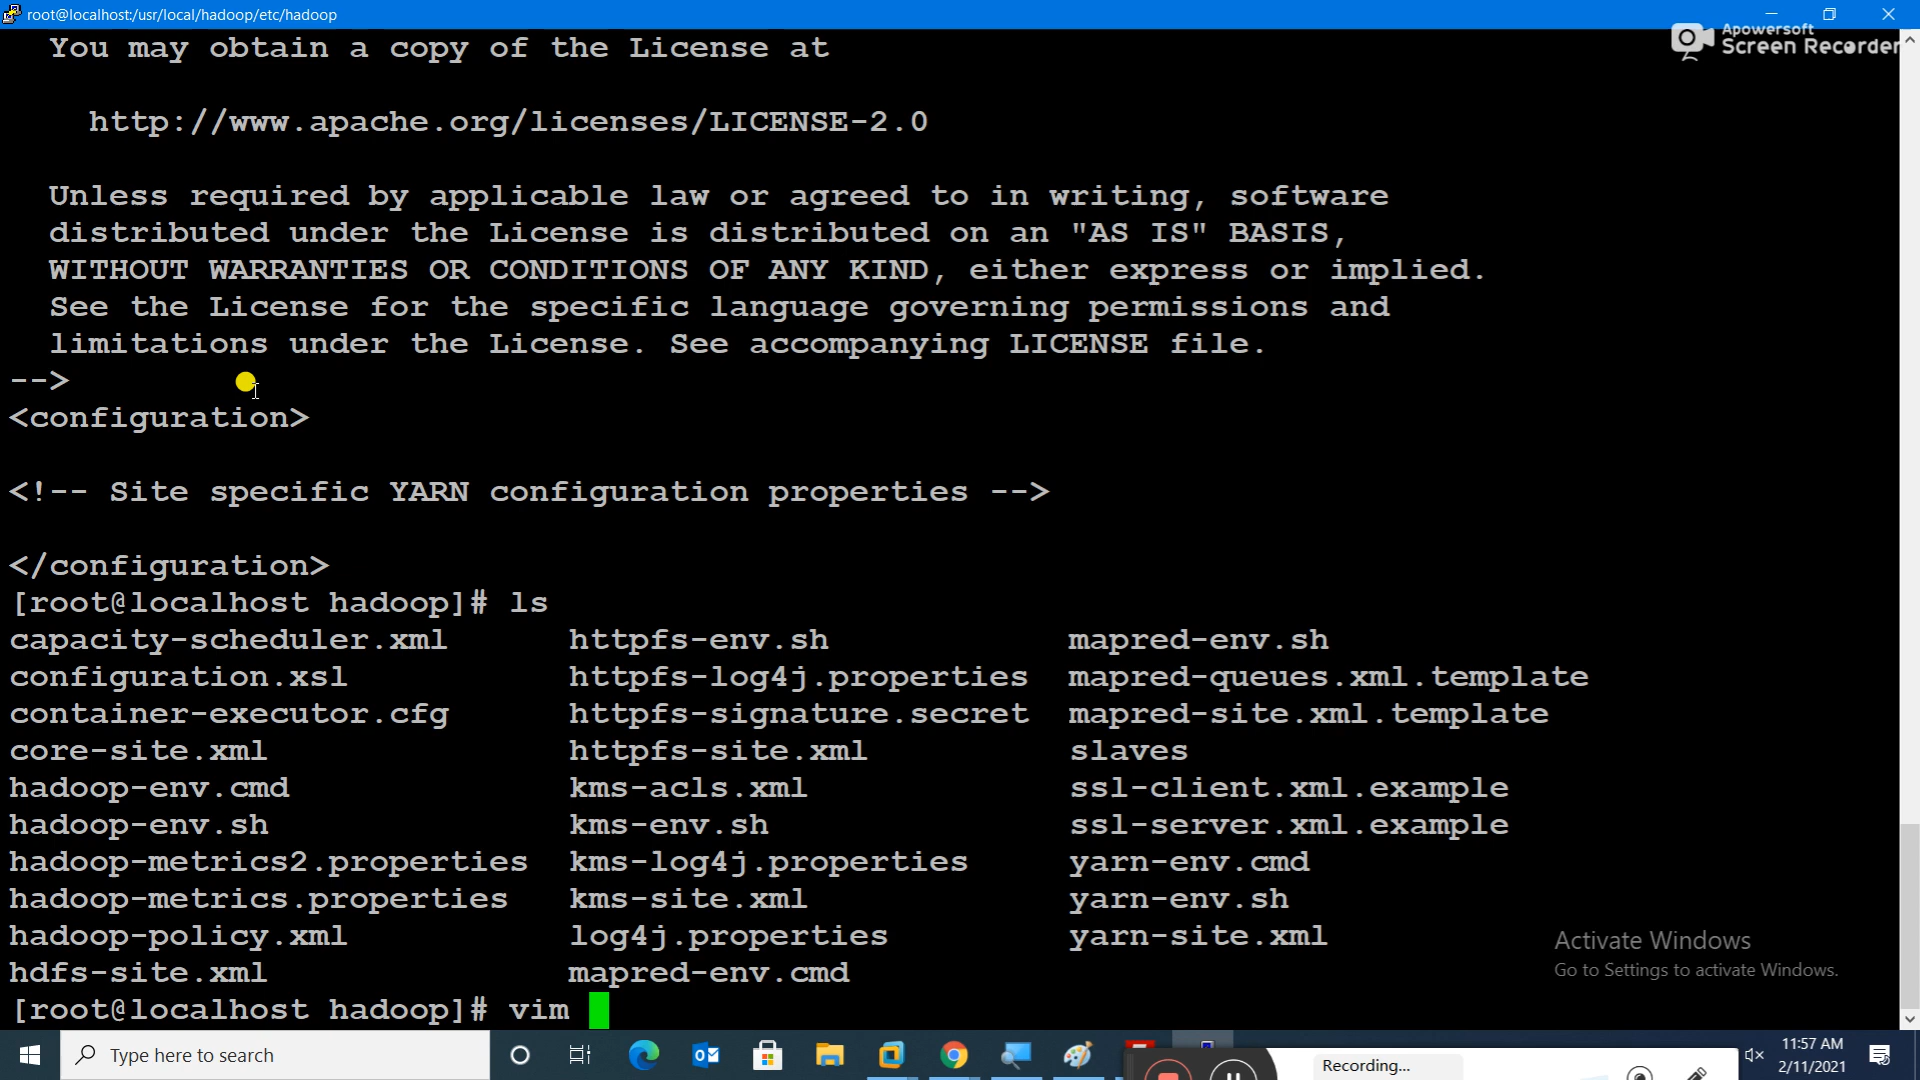 root@localhost:/usr/local/hadoop/etc/hadoop
Apowersoft
Screen Recorder
You may obtain a copy of the License at
http://www.apache.org/licenses/LICENSE-2.0
Unless required by applicable law or agreed to in writing, software
distributed under the License is distributed on an "AS IS" BASIS,
WITHOUT WARRANTIES OR CONDITIONS OF ANY KIND, either express or implied.
See the License for the specific language governing permissions and
limitations under the License. See accompanying LICENSE file.
-->
<configuration>
<!-- Site specific YARN configuration properties -->
</configuration>
[root@localhost hadoop]# ls
capacity-scheduler.xml httpfs-env.sh mapred-env.sh
configuration.xsl httpfs-log4j.properties mapred-queues.xml.template
container-executor.cfg httpfs-signature.secret mapred-site.xml.template
core-site.xml httpfs-site.xml slaves
hadoop-env.cmd kms-acls.xml ssl-client.xml.example
hadoop-env.sh kms-env.sh ssl-server.xml.example
hadoop-metrics2.properties kms-log4j.properties yarn-env.cmd
hadoop-metrics.properties kms-site.xml yarn-env.sh
hadoop-policy.xml log4j.properties yarn-site.xml
hdfs-site.xml mapred-env.cmd
[root@localhost hadoop]# vim
Activate Windows
Go to Settings to activate Windows.
Type here to search
Recording...
11:57 AM
2/11/2021